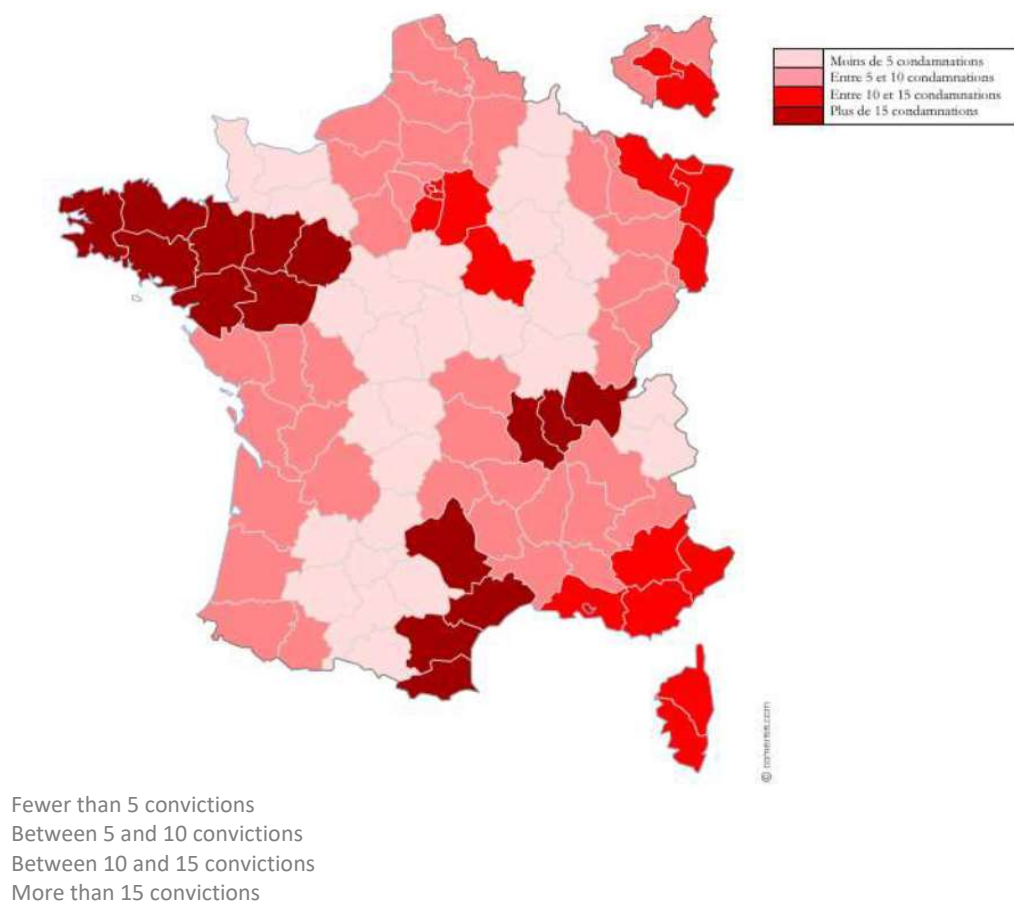 Moins de 5 condamnations
Entre 5 et 10 condamnations
Entre 10 et 15 condamnations
Plus de 15 condamnations
Fewer than 5 convictions
Between 5 and 10 convictions
Between 10 and 15 convictions
More than 15 convictions